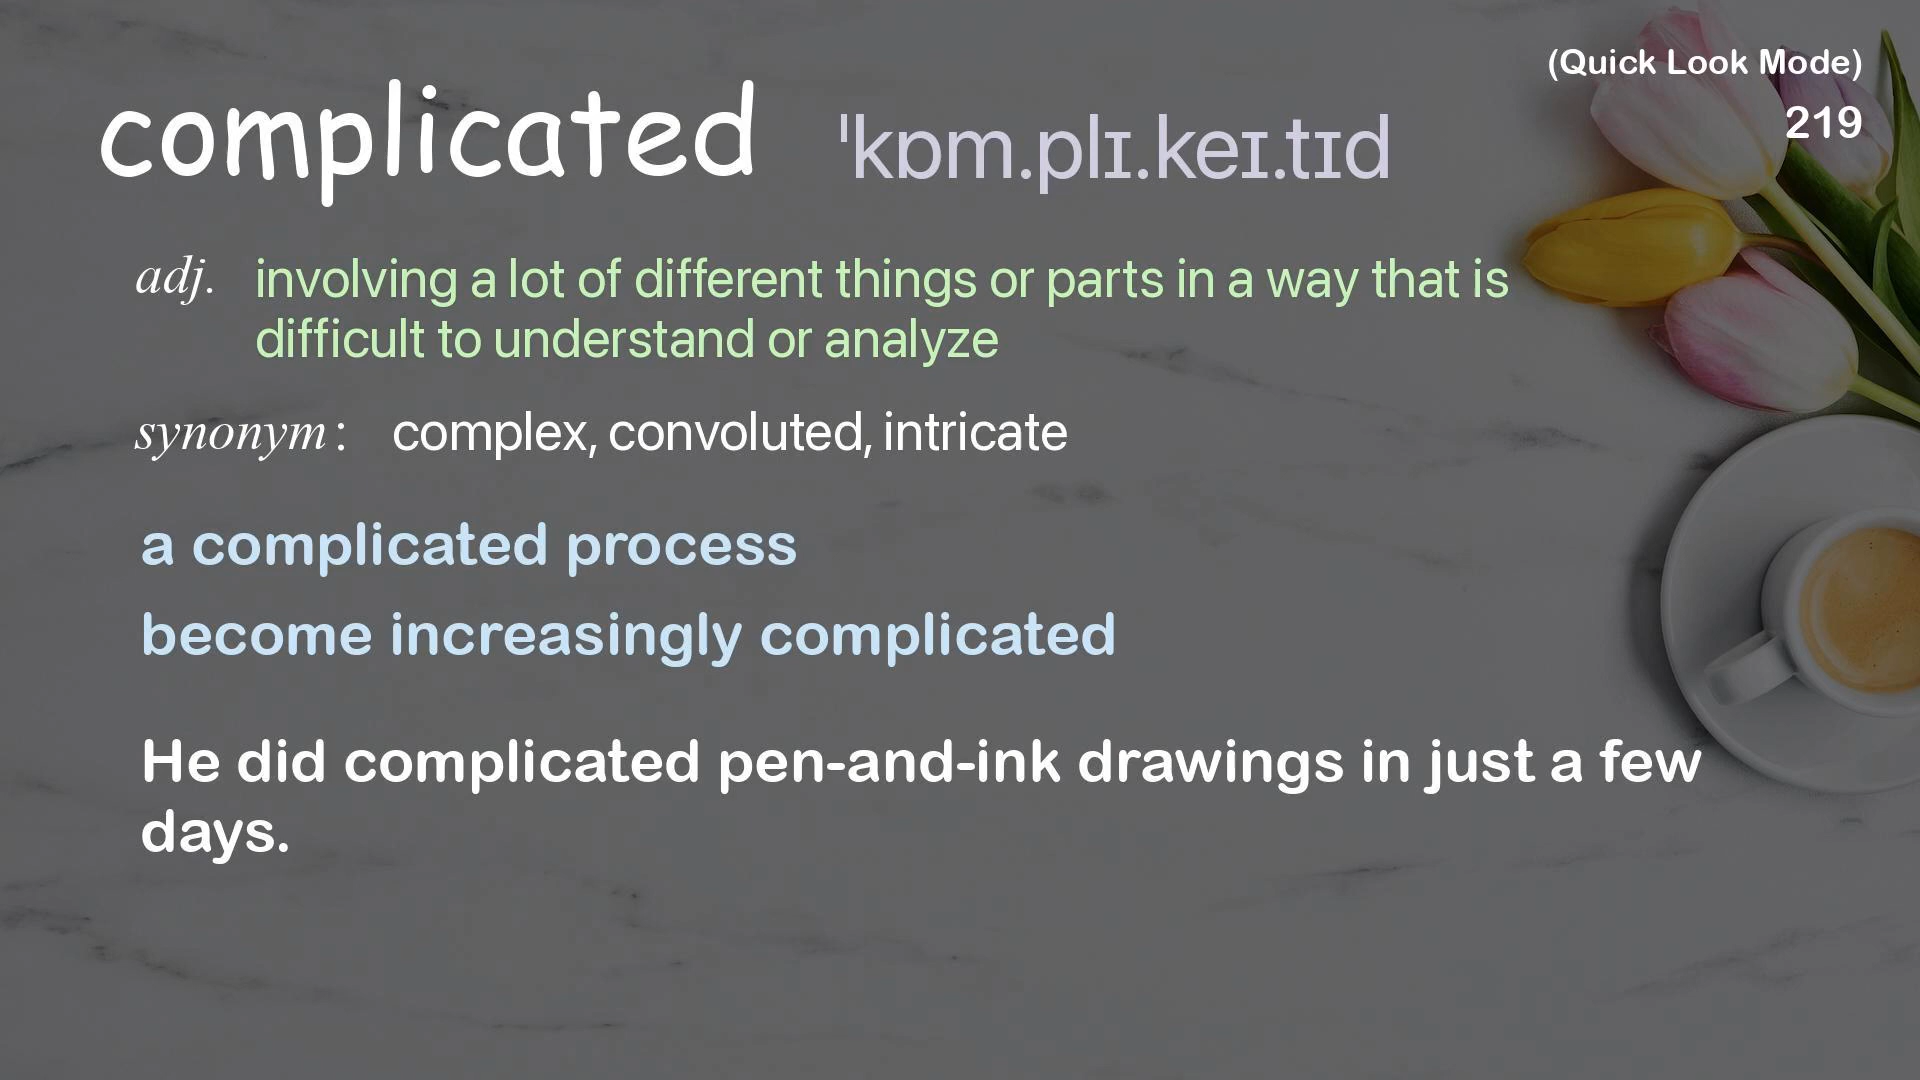 (Quick Look Mode)
219
complicated ˈkɒm.plɪ.keɪ.tɪd
adj. involving a lot of different things or parts in a way that is
difficult to understand or analyze
synonym: complex, convoluted, intricate
a complicated process
become increasingly complicated
He did complicated pen-and-ink drawings in just a few
days.